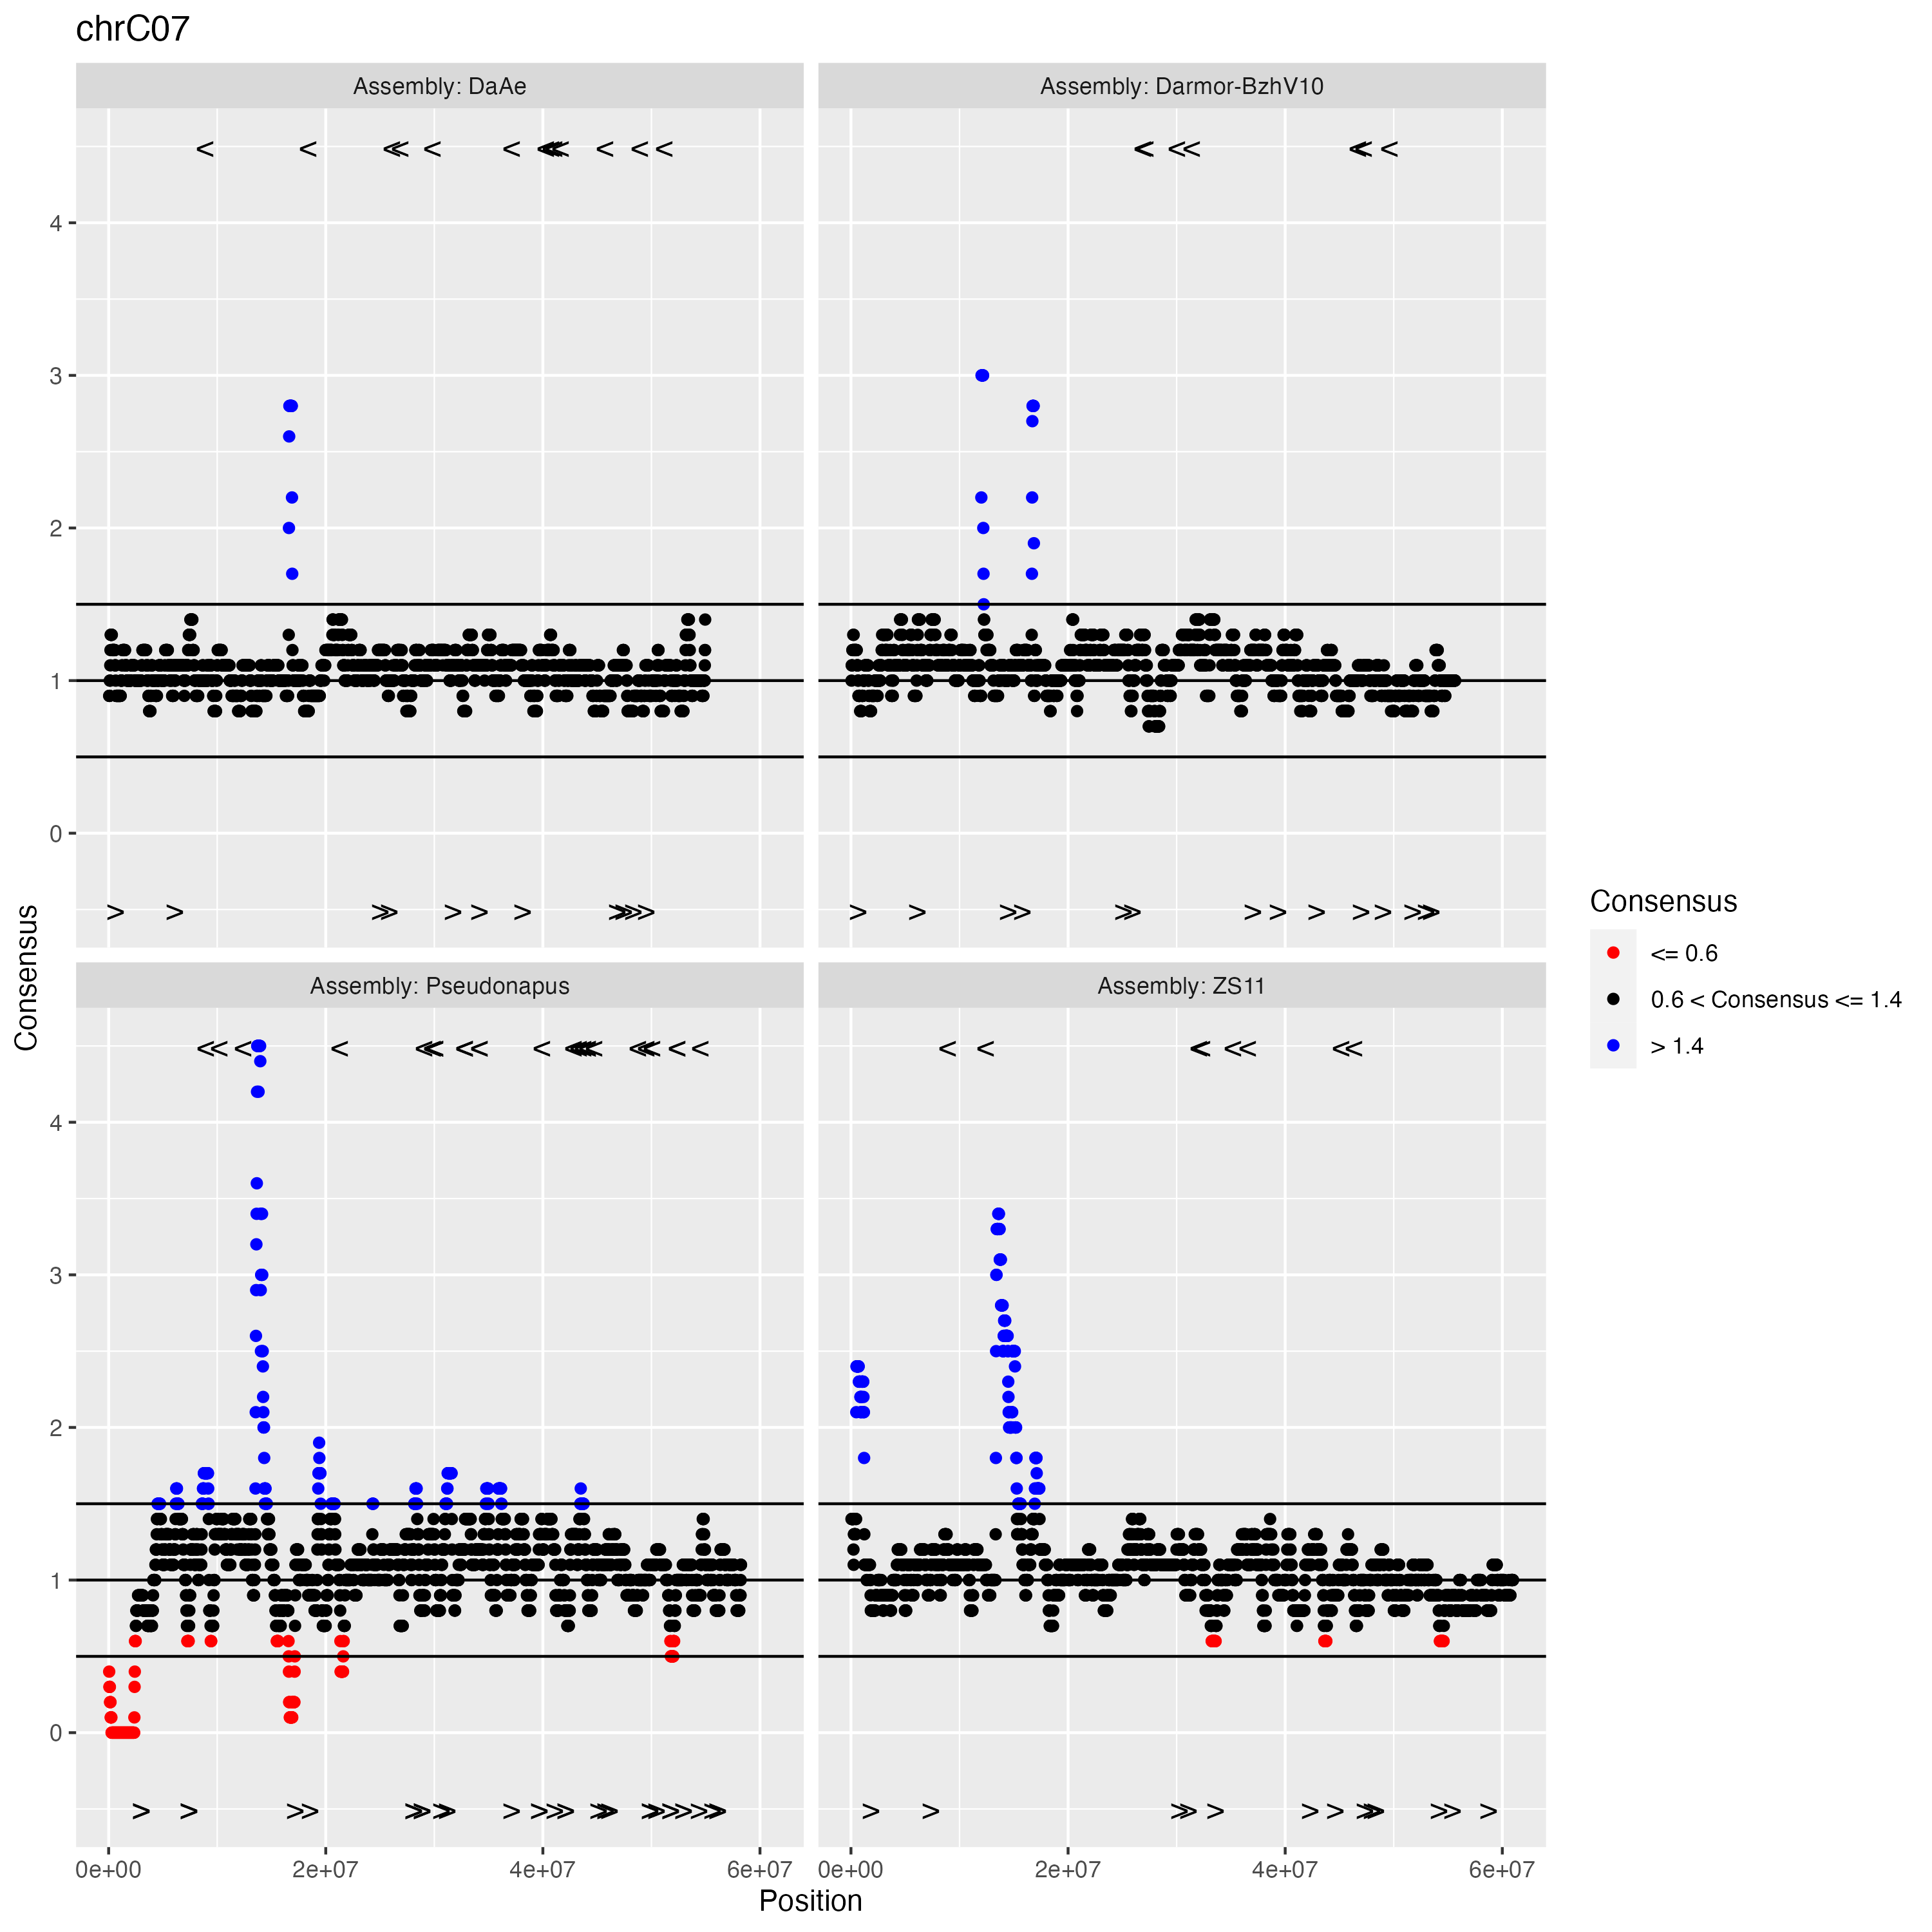 chrC07
Assembly: DaAe
Assembly: Darmor-BzhV10
4
3
2
1
0
Assembly: Pseudonapus
Assembly: ZS11
4
3
2
1
0
0e+00 2e+07 4e+07 6e+07
0e+00 2e+07 4e+07 6e+07
Position
Consensus
Consensus
<= 0.6
0.6 < Consensus <= 1.4
> 1.4